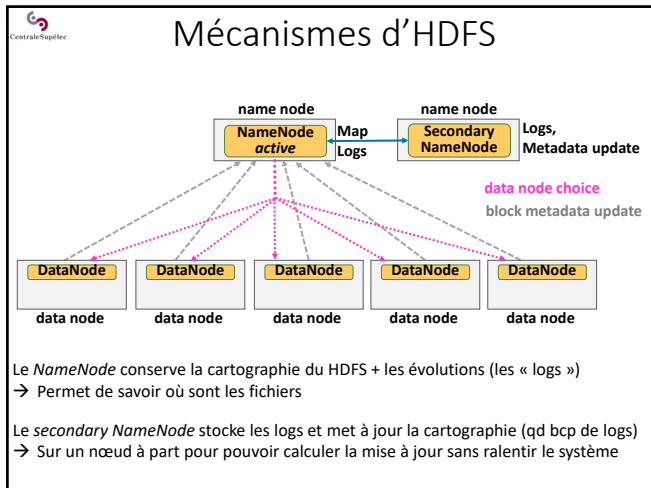 CentraleSupélec
Mécanismes d'HDFS
name node
name node
NameNode
active
Map
Logs
Secondary
NameNode
Logs,
Metadata update
data node choice
block metadata update
DataNode
DataNode
DataNode
DataNode
DataNode
data node
data node
data node
data node
data node
Le NameNode conserve la cartographie du HDFS + les évolutions (les « logs »)
→ Permet de savoir où sont les fichiers
Le secondary NameNode stocke les logs et met à jour la cartographie (qd bcp de logs)
→ Sur un nœud à part pour pouvoir calculer la mise à jour sans ralentir le système